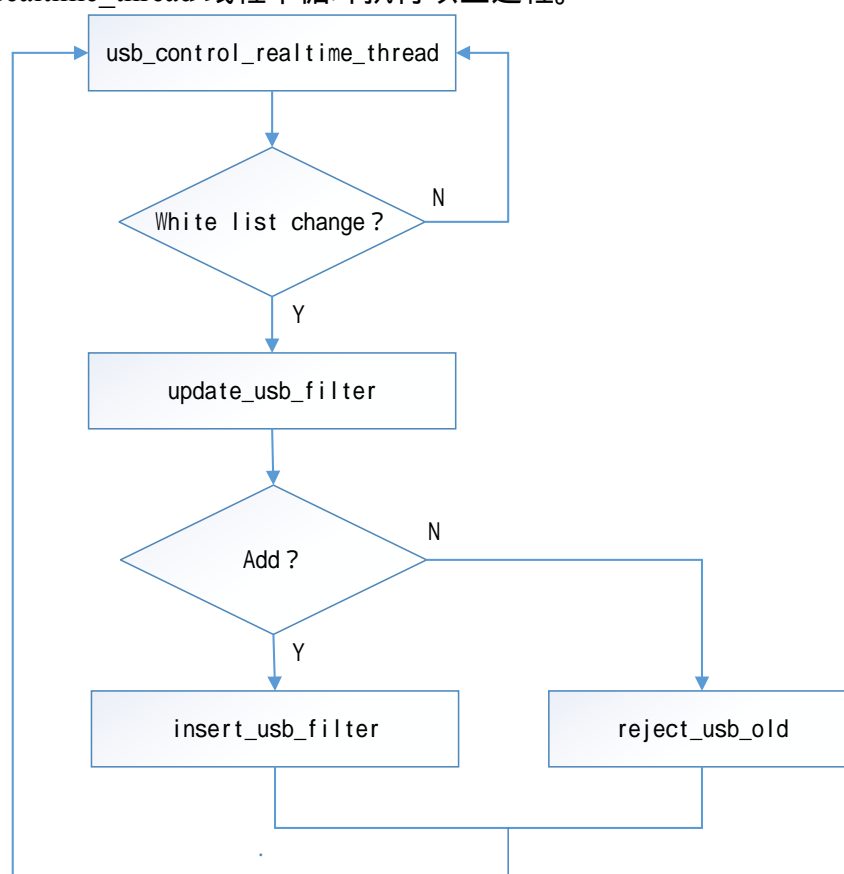 usb_control_realtime_thread
White list change?
N
Y
update_usb_filter
Add?
N
Y
insert_usb_filter
reject_usb_old